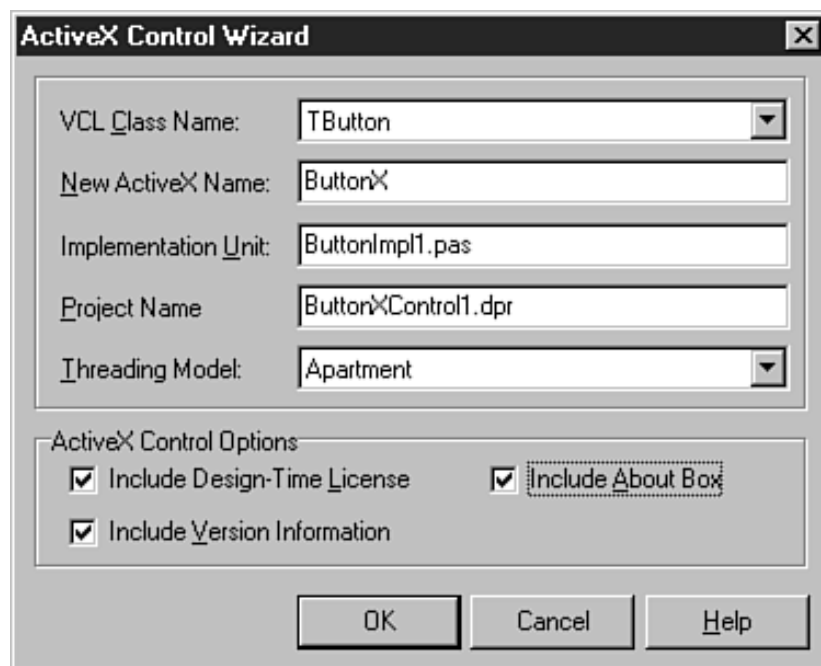 ActiveX Control Wizard
VCL Class Name: TButton
New ActiveX Name: ButtonX
Implementation Unit: ButtonImpl1.pas
Project Name ButtonXControl1.dpr
Threading Model: Apartment
ActiveX Control Options
Include Design-Time License Include About Box
Include Version Information
OK Cancel Help